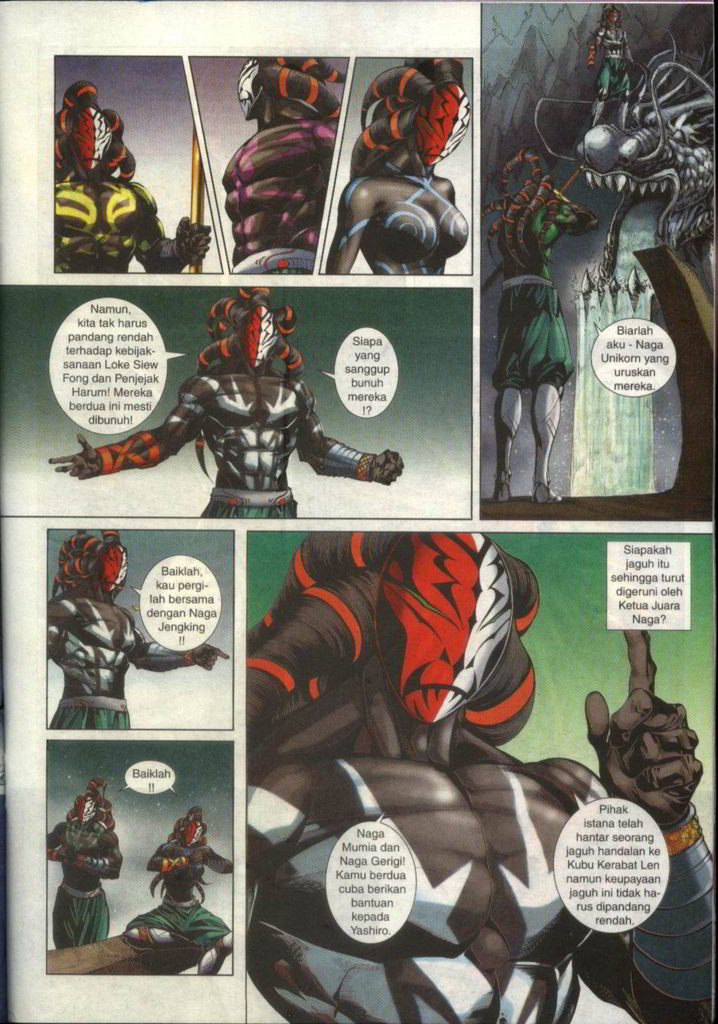 Namun,
kita tak harus
pandang rendah
terhadap kebijak-
sanaan Loke Siew
Fong dan Penjejak
Harum! Mereka
berdua ini mesti
dibunuh!
Siapa
yang
sanggup
bunuh
mereka
!?
Biarlah
aku - Naga
Unikorn yang
uruskan
mereka.
Baiklah,
kau pergi-
lah bersama
dengan Naga
Jengking
!!
Baiklah
!!
Siapakah
jaguh itu
sehingga turut
digeruni oleh
Ketua Juara
Naga?
Naga
Mumia dan
Naga Gerigi!
Kamu berdua
cuba berikan
bantuan
kepada
Yashiro.
Pihak
istana telah
hantar seorang
jaguh handalan ke
Kubu Kerabat Len
namun keupayaan
jaguh ini tidak ha-
rus dipandang
rendah.